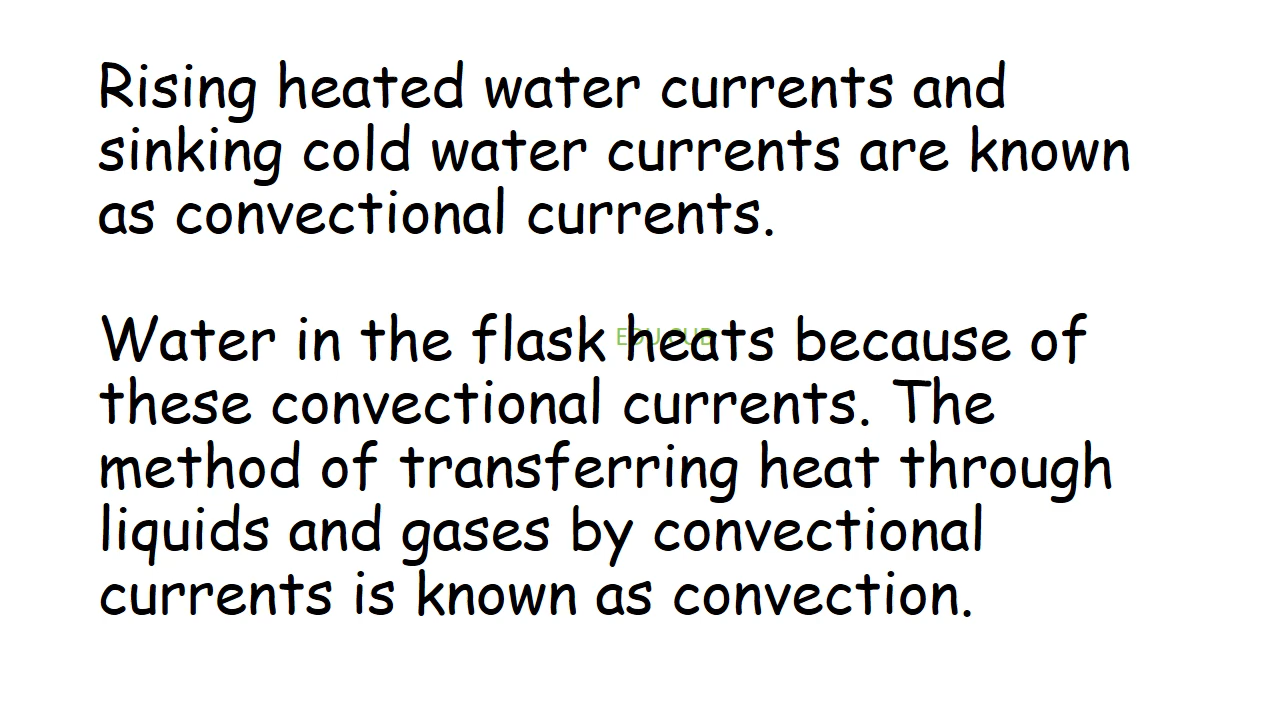 Rising heated water currents and
sinking cold water currents are known
as convectional currents.
Water in the flask heats because of
these convectional currents. The
method of transferring heat through
liquids and gases by convectional
currents is known as convection.